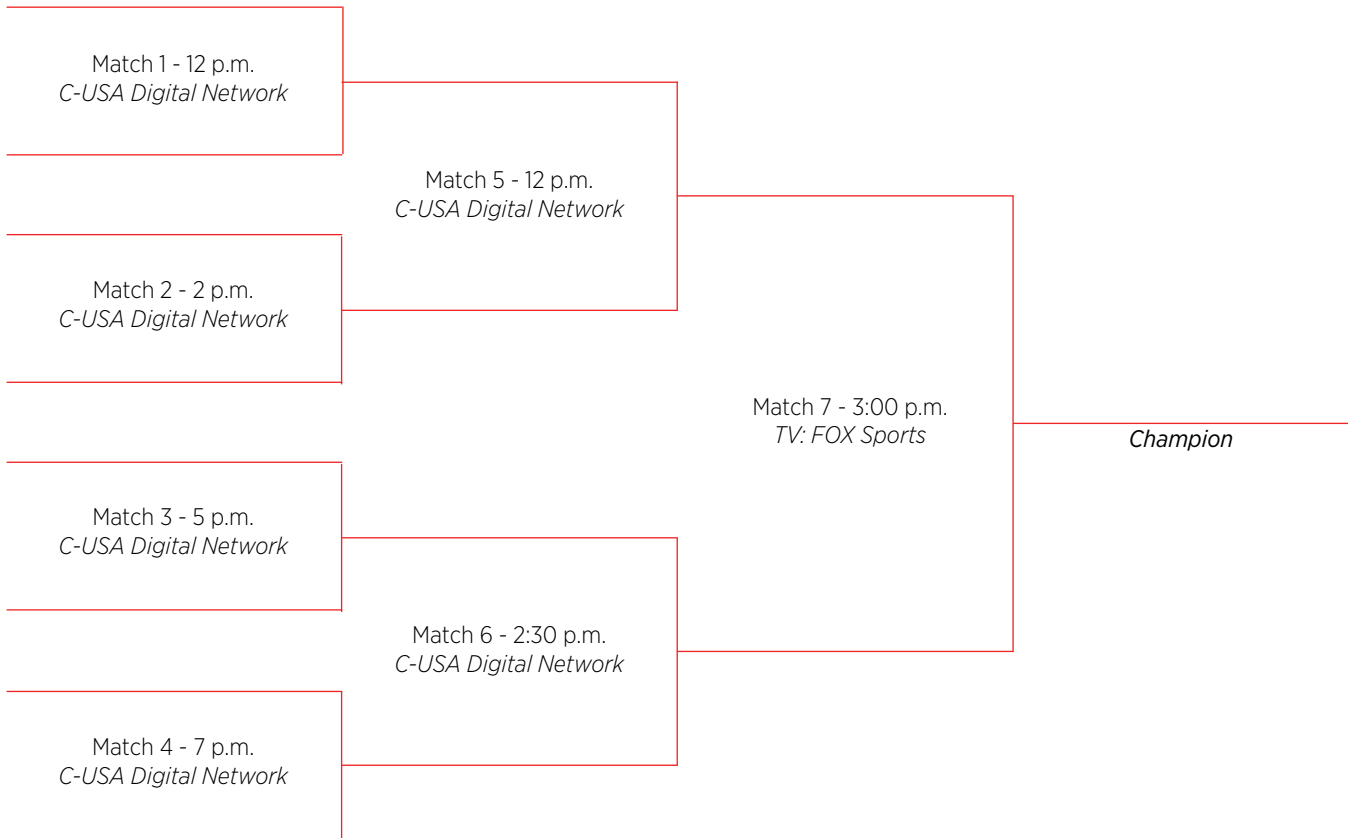 Match 1 - 12 p.m.
C-USA Digital Network
Match 2 - 2 p.m.
C-USA Digital Network
Match 3 - 5 p.m.
C-USA Digital Network
Match 4 - 7 p.m.
C-USA Digital Network
Match 5 - 12 p.m.
C-USA Digital Network
Match 6 - 2:30 p.m.
C-USA Digital Network
Match 7 - 3:00 p.m.
TV: FOX Sports
Champion